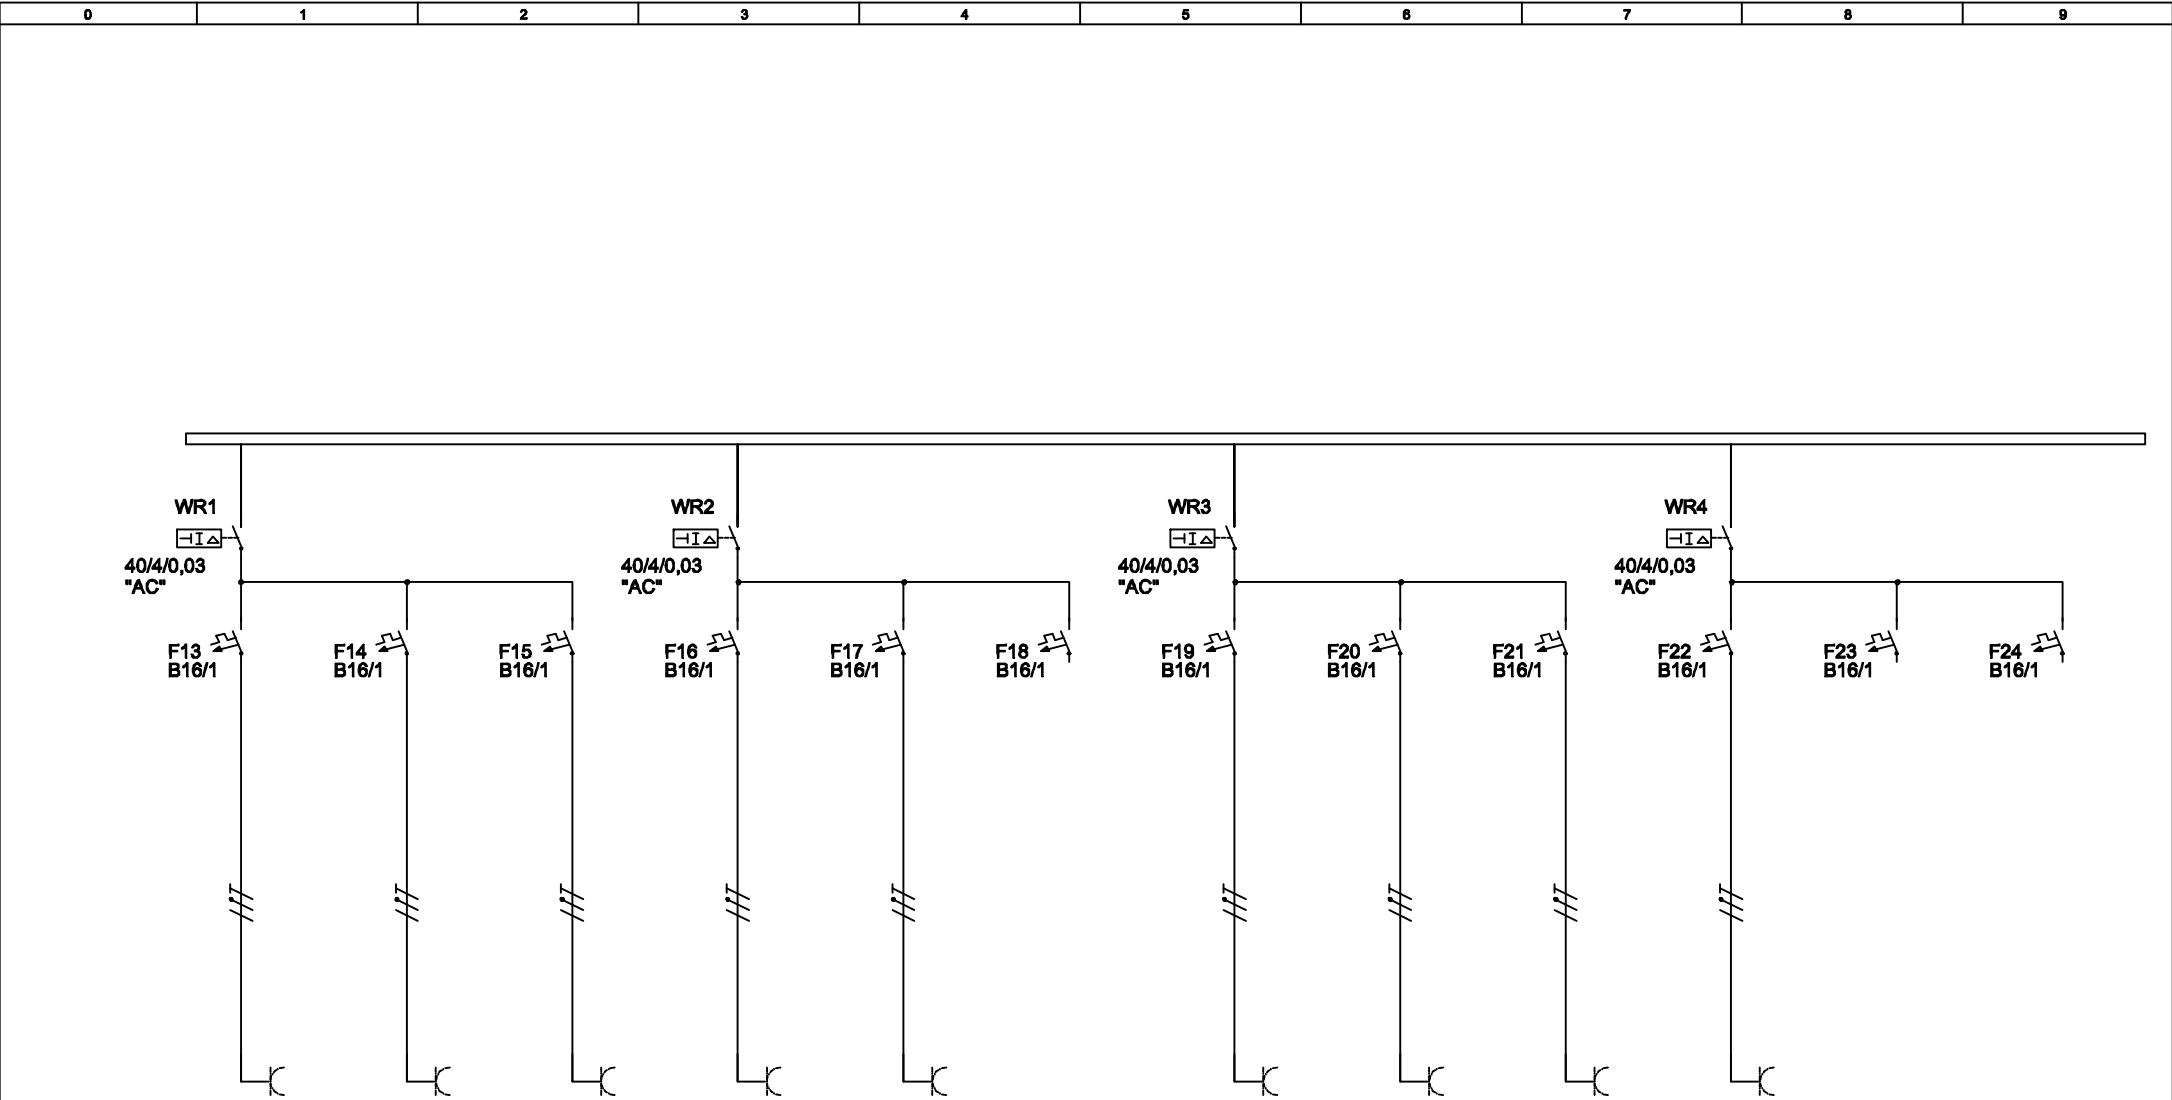 0 1 2 3 4 5 6 7 8 9
WR1 WR2 WR3 WR4
40/4/0,03 40/4/0,03 40/4/0,03 40/4/0,03
"AC" "AC" "AC" "AC"
F13 F14 F15 F16 F17 F18 F19 F20 F21 F22 F23 F24
B16/1 B16/1 B16/1 B16/1 B16/1 B16/1 B16/1 B16/1 B16/1 B16/1 B16/1 B16/1